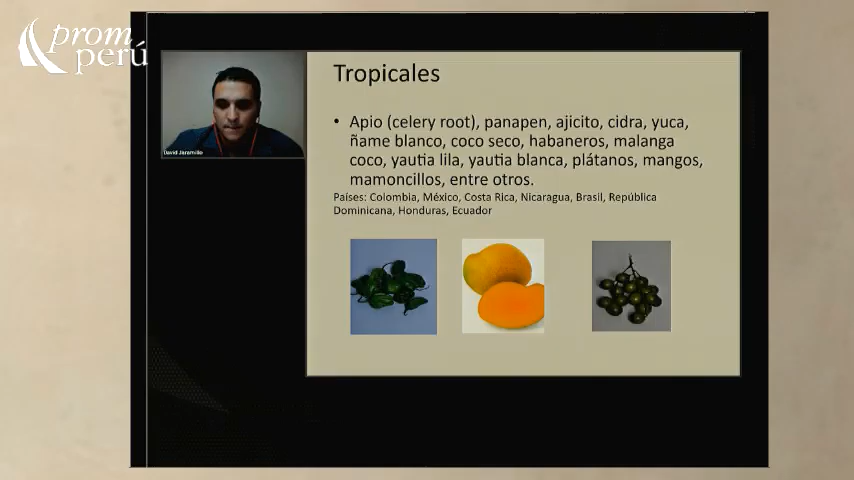 prom
perú
Tropicales
• Apio (celery root), panapen, ajicito, cidra, yuca,
ñame blanco, coco seco, habaneros, malanga
coco, yautia lila, yautia blanca, plátanos, mangos,
mamoncillos, entre otros.
Países: Colombia, México, Costa Rica, Nicaragua, Brasil, República
Dominicana, Honduras, Ecuador
David Jaramillo